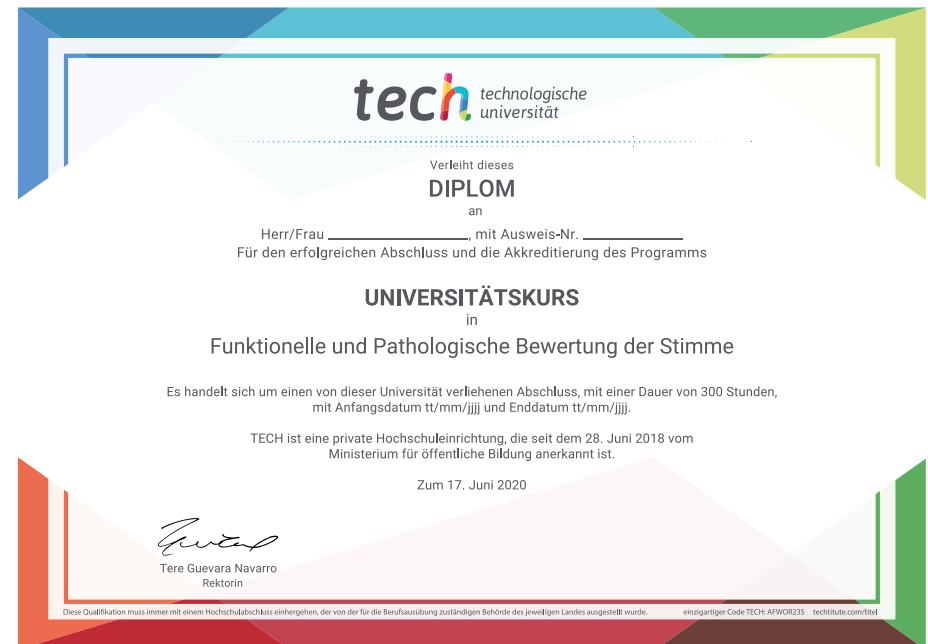 tech technologische
universität
Verleiht dieses
DIPLOM
an
Herr/Frau ____________________, mit Ausweis-Nr. ______________
Für den erfolgreichen Abschluss und die Akkreditierung des Programms
UNIVERSITÄTSKURS
in
Funktionelle und Pathologische Bewertung der Stimme
Es handelt sich um einen von dieser Universität verliehenen Abschluss, mit einer Dauer von 300 Stunden,
mit Anfangsdatum tt/mm/jjjj und Enddatum tt/mm/jjjj.
TECH ist eine private Hochschuleinrichtung, die seit dem 28. Juni 2018 vom
Ministerium für öffentliche Bildung anerkannt ist.
Zum 17. Juni 2020
Tere Guevara Navarro
Rektorin
Diese Qualifikation muss immer mit einem Hochschulabschluss einhergehen, der von der für die Berufsausübung zuständigen Behörde des jeweiligen Landes ausgestellt wurde. einzigartiger Code TECH: AFWOR235 techtitute.com/titel